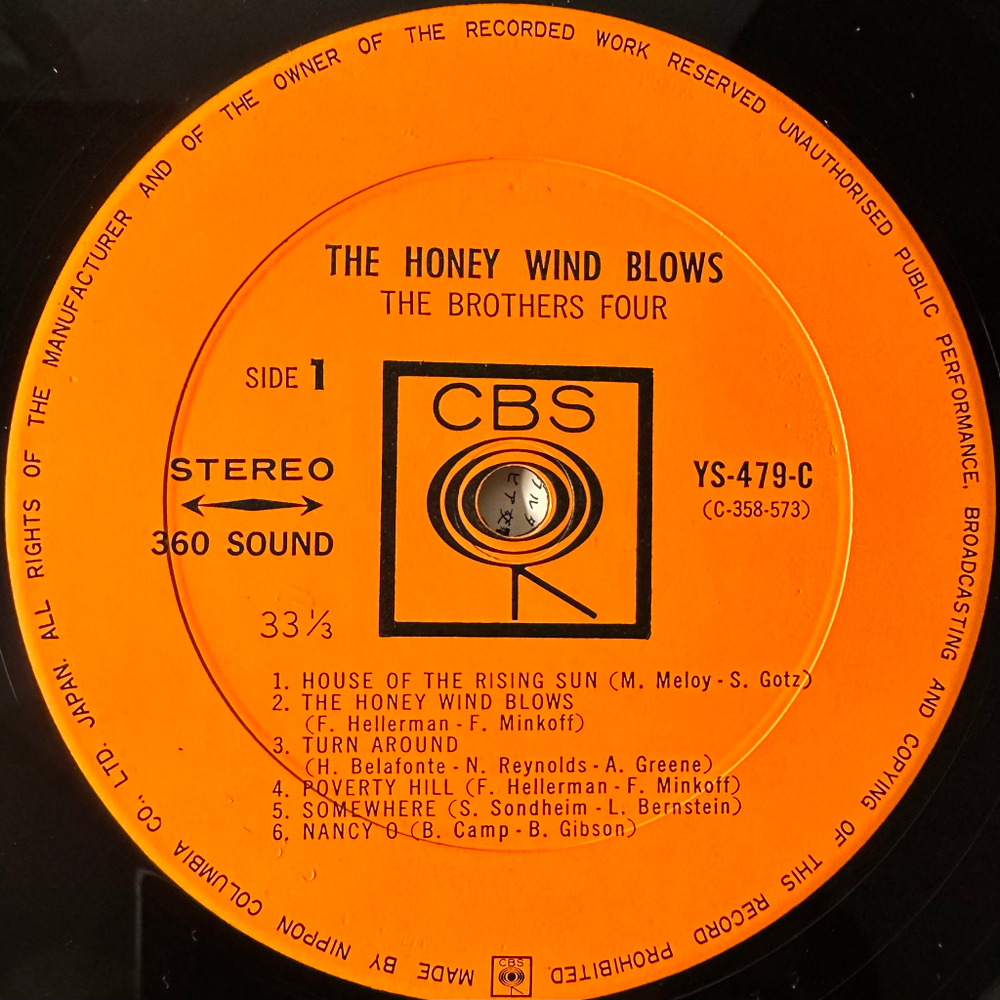 MADE BY NIPPON COLUMBIA CO., LTD. JAPAN. ALL RIGHTS OF THE MANUFACTURER AND OF THE OWNER OF THE RECORDED WORK RESERVED UNAUTHORISED PUBLIC PERFORMANCE, BROADCASTING AND COPYING OF THIS RECORD PROHIBITED.
THE HONEY WIND BLOWS
THE BROTHERS FOUR
SIDE 1
CBS
STEREO
360 SOUND
YS-479-C
(C-358-573)
33 1/3
1. HOUSE OF THE RISING SUN (M. Meloy - S. Gotz)
2. THE HONEY WIND BLOWS
(F. Hellerman - F. Minkoff)
3. TURN AROUND
(H. Belafonte - N. Reynolds - A. Greene)
4. POVERTY HILL (F. Hellerman - F. Minkoff)
5. SOMEWHERE (S. Sondheim - L. Bernstein)
6. NANCY O (B. Camp - B. Gibson)
CBS